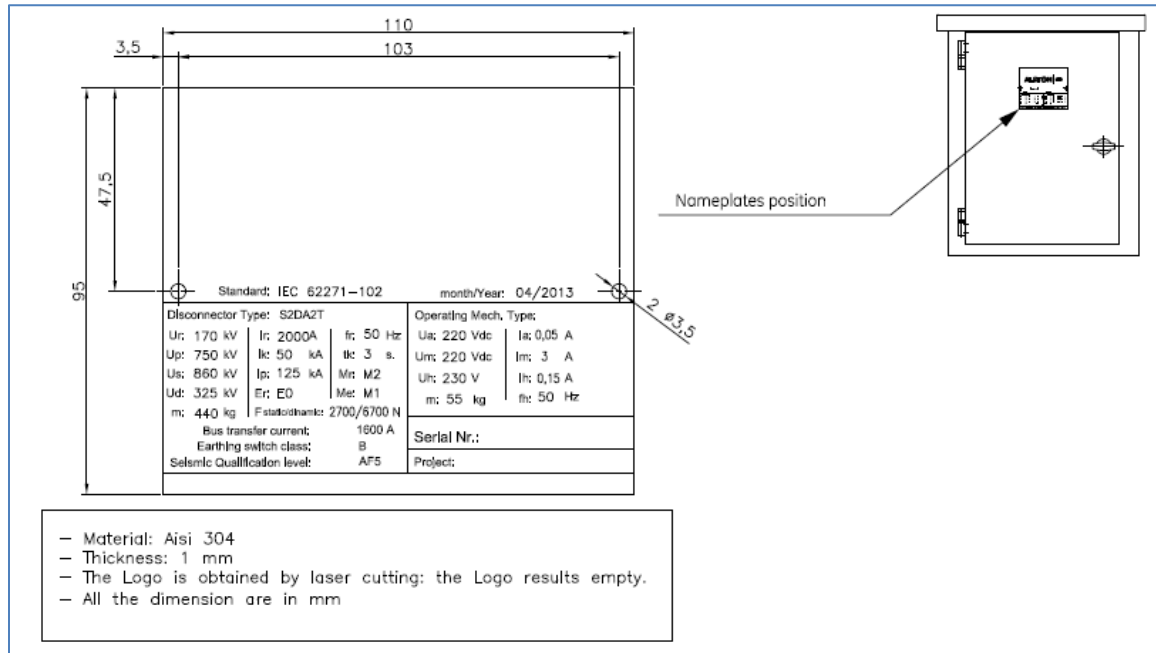 110
3,5
103
47,5
95
2 ø3,5
Nameplates position
Standard: IEC 62271-102 month/Year: 04/2013
Disconnector Type: S2DA2T
Ur: 170 kV Ir: 2000A fr: 50 Hz
Up: 750 kV Ik: 50 kA tk: 3 s.
Us: 860 kV Ip: 125 kA Mr: M2
Ud: 325 kV Er: E0 Me: M1
m: 440 kg F static/dinamic: 2700/6700 N
Bus transfer current: 1600 A
Earthing switch class: B
Seismic Qualification level: AF5
Operating Mech. Type:
Ua: 220 Vdc Ia: 0,05 A
Um: 220 Vdc Im: 3 A
Uh: 230 V Ih: 0,15 A
m: 55 kg fh: 50 Hz
Serial Nr.:
Project:
– Material: Aisi 304
– Thickness: 1 mm
– The Logo is obtained by laser cutting: the Logo results empty.
– All the dimension are in mm